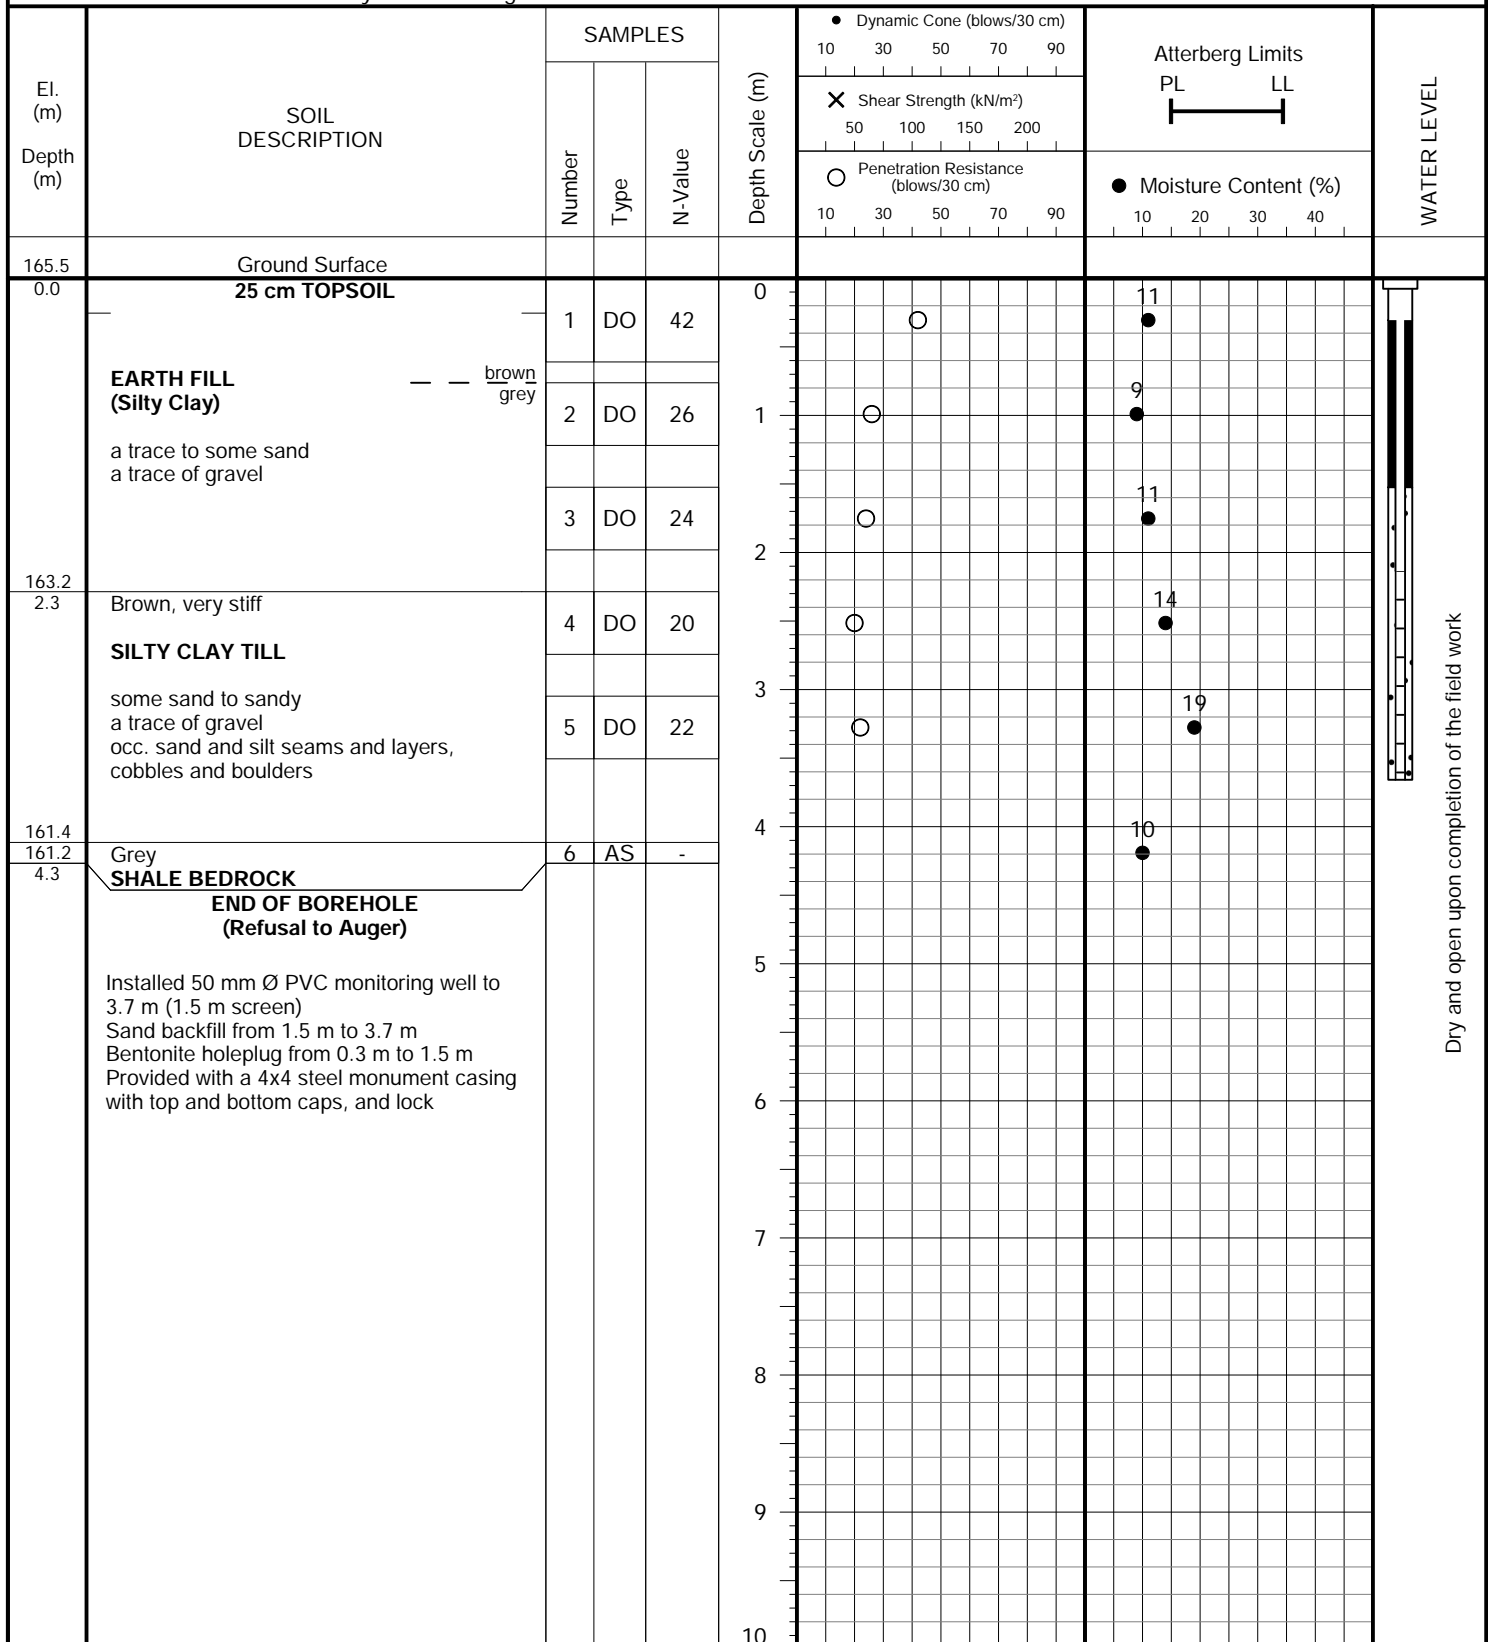 El.
(m)
Depth
(m)
SOIL
DESCRIPTION
SAMPLES
Number
Type
N-Value
Depth Scale (m)
Dynamic Cone (blows/30 cm)
10 30 50 70 90
Shear Strength (kN/m²)
50 100 150 200
Penetration Resistance
(blows/30 cm)
10 30 50 70 90
Atterberg Limits
PL LL
Moisture Content (%)
10 20 30 40
WATER LEVEL
165.5 Ground Surface
0.0 25 cm TOPSOIL 0
11
1 DO 42
brown
EARTH FILL
grey
(Silty Clay)
9
2 DO 26 1
a trace to some sand
a trace of gravel
11
3 DO 24
2
163.2
2.3 Brown, very stiff
14
4 DO 20
SILTY CLAY TILL
3
some sand to sandy
19
a trace of gravel
5 DO 22
occ. sand and silt seams and layers,
cobbles and boulders
4
161.4
10
161.2 Grey 6 AS -
4.3 SHALE BEDROCK
END OF BOREHOLE
(Refusal to Auger)
5
Installed 50 mm Ø PVC monitoring well to
3.7 m (1.5 m screen)
Sand backfill from 1.5 m to 3.7 m
Bentonite holeplug from 0.3 m to 1.5 m
Provided with a 4x4 steel monument casing
with top and bottom caps, and lock
6
7
8
9
10
Dry and open upon completion of the field work